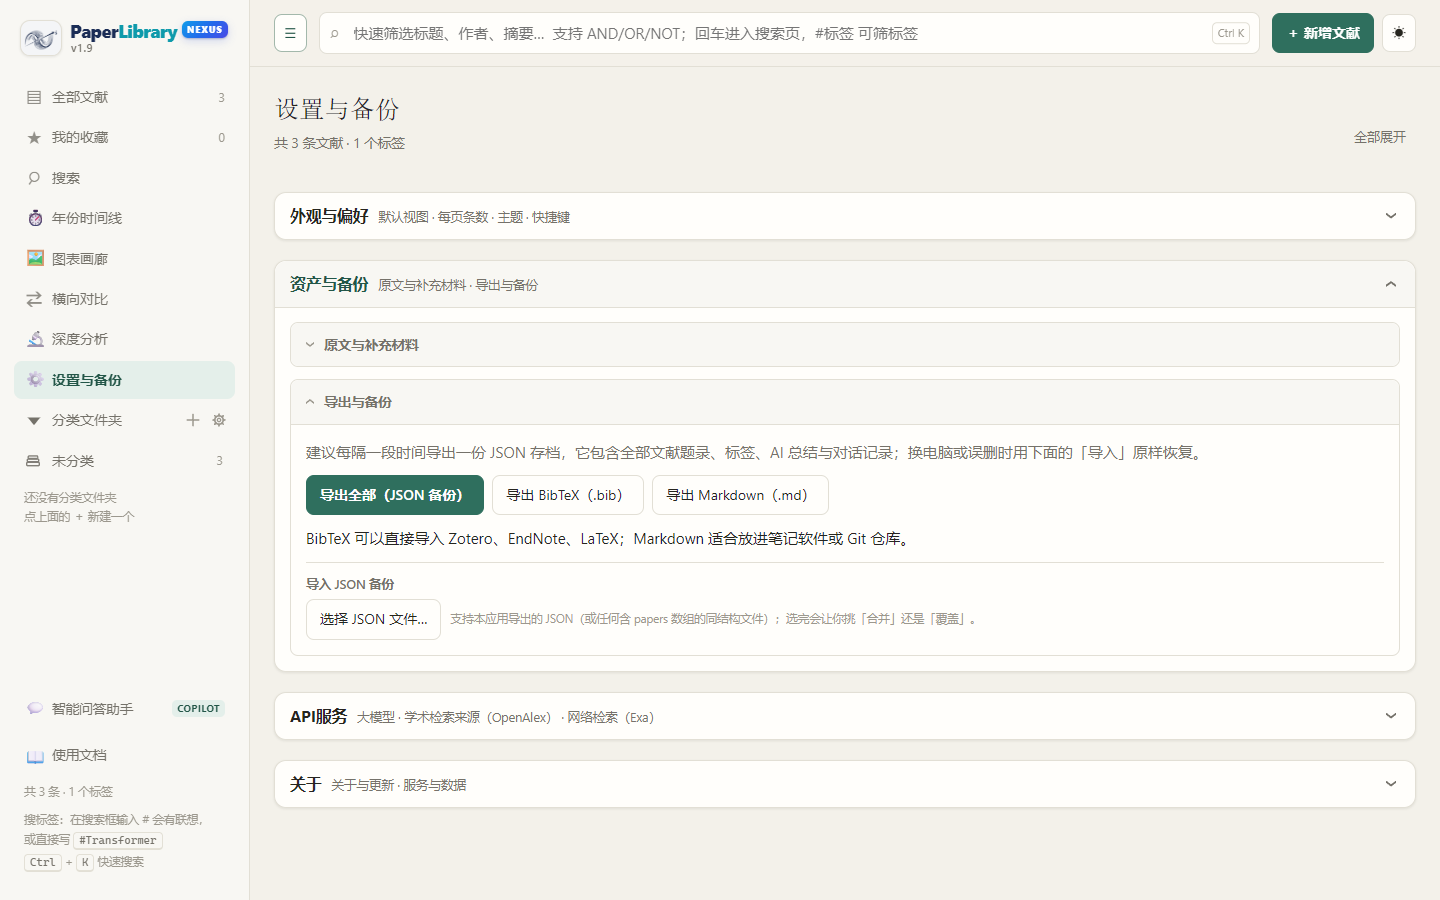 PaperLibrary NEXUS
v1.9
全部文献 3
我的收藏 0
搜索
年份时间线
图表画廊
横向对比
深度分析
设置与备份
分类文件夹
未分类 3
还没有分类文件夹
点上面的 + 新建一个
智能问答助手 COPILOT
使用文档
共 3 条 · 1 个标签
搜标签：在搜索框输入 # 会有联想，
或直接写 #Transformer
Ctrl + K 快速搜索
快速筛选标题、作者、摘要... 支持 AND/OR/NOT；回车进入搜索页，#标签 可筛标签 Ctrl K
+ 新增文献
设置与备份
共 3 条文献 · 1 个标签
全部展开
外观与偏好 默认视图 · 每页条数 · 主题 · 快捷键
资产与备份 原文与补充材料 · 导出与备份
原文与补充材料
导出与备份
建议每隔一段时间导出一份 JSON 存档，它包含全部文献题录、标签、AI 总结与对话记录；换电脑或误删时用下面的「导入」原样恢复。
导出全部（JSON 备份） 导出 BibTeX（.bib） 导出 Markdown（.md）
BibTeX 可以直接导入 Zotero、EndNote、LaTeX；Markdown 适合放进笔记软件或 Git 仓库。
导入 JSON 备份
选择 JSON 文件... 支持本应用导出的 JSON（或任何含 papers 数组的同结构文件）；选完会让你挑「合并」还是「覆盖」。
API服务 大模型 · 学术检索来源（OpenAlex） · 网络检索（Exa）
关于 关于与更新 · 服务与数据